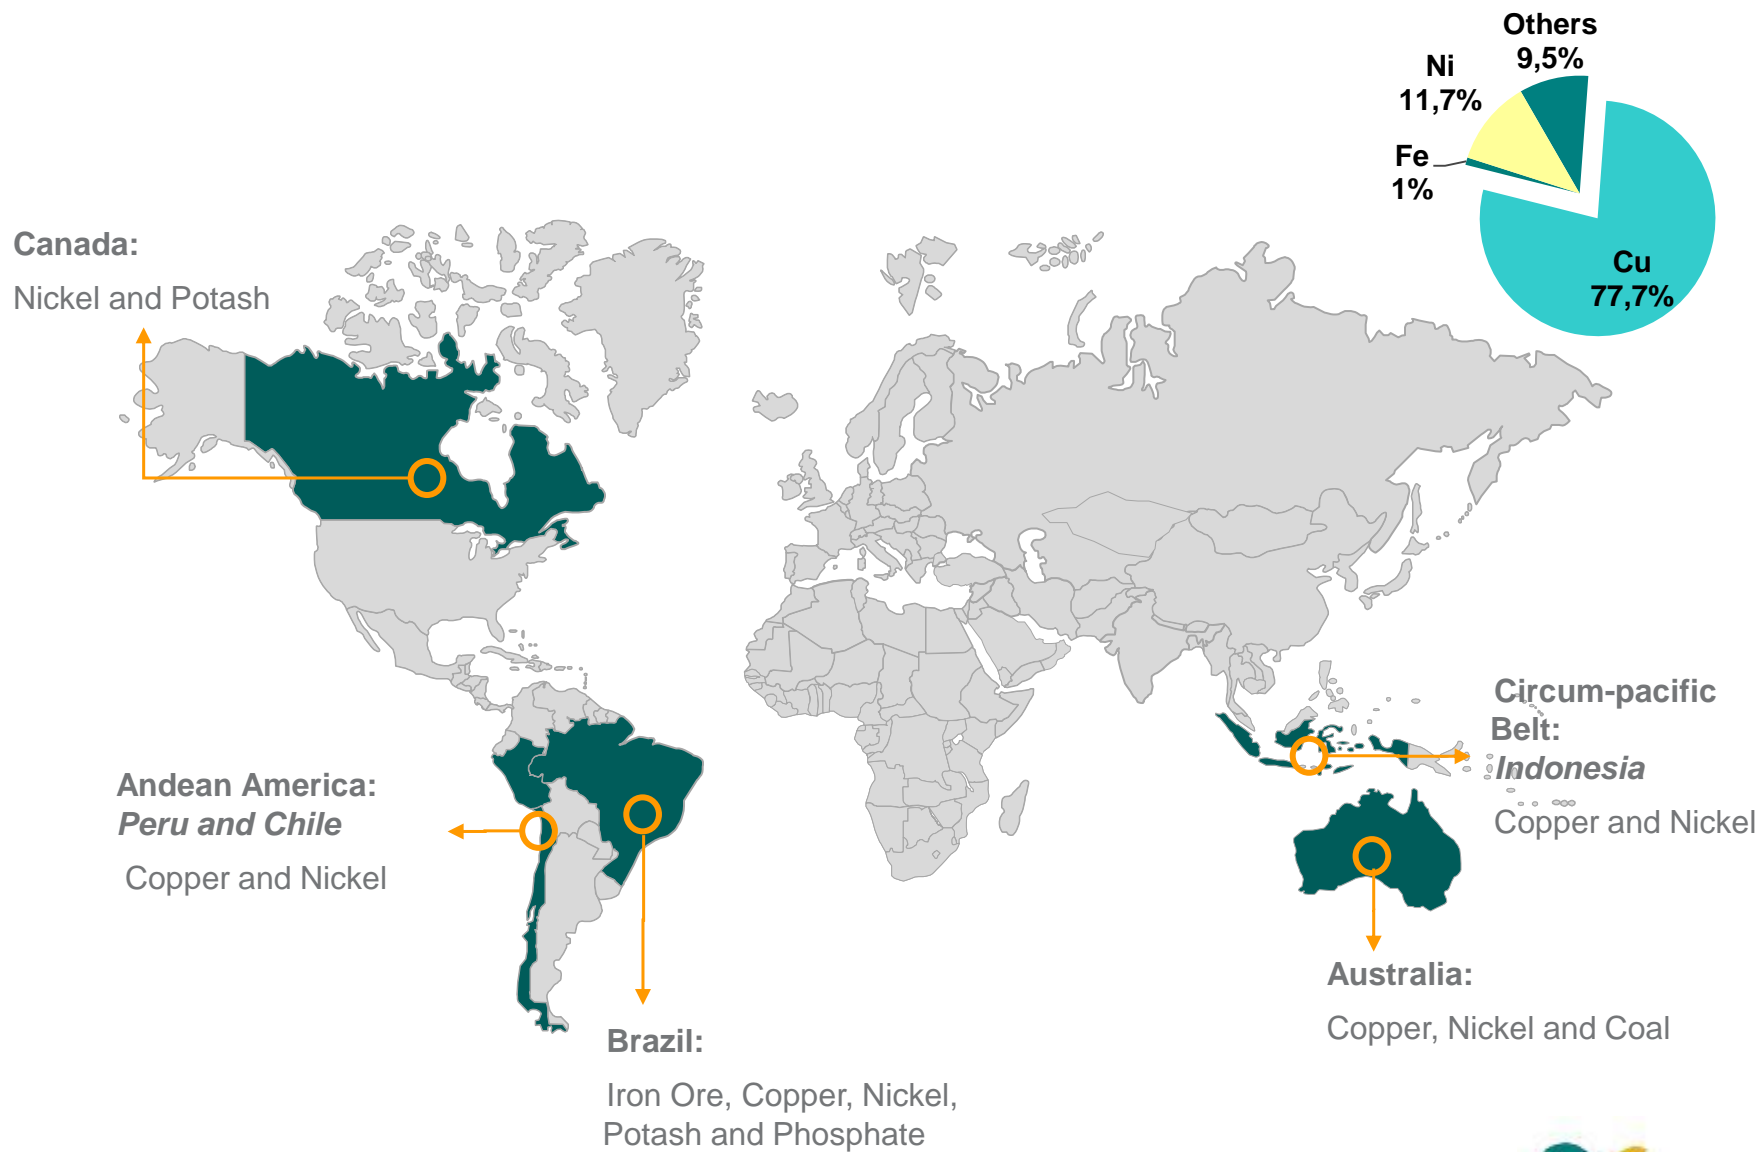 Others
9,5%
Ni
11,7%
Fe
1%
Cu
77,7%
Canada:
Nickel and Potash
Andean America:
Peru and Chile
Copper and Nickel
Brazil:
Iron Ore, Copper, Nickel,
Potash and Phosphate
Circum-pacific
Belt:
Indonesia
Copper and Nickel
Australia:
Copper, Nickel and Coal